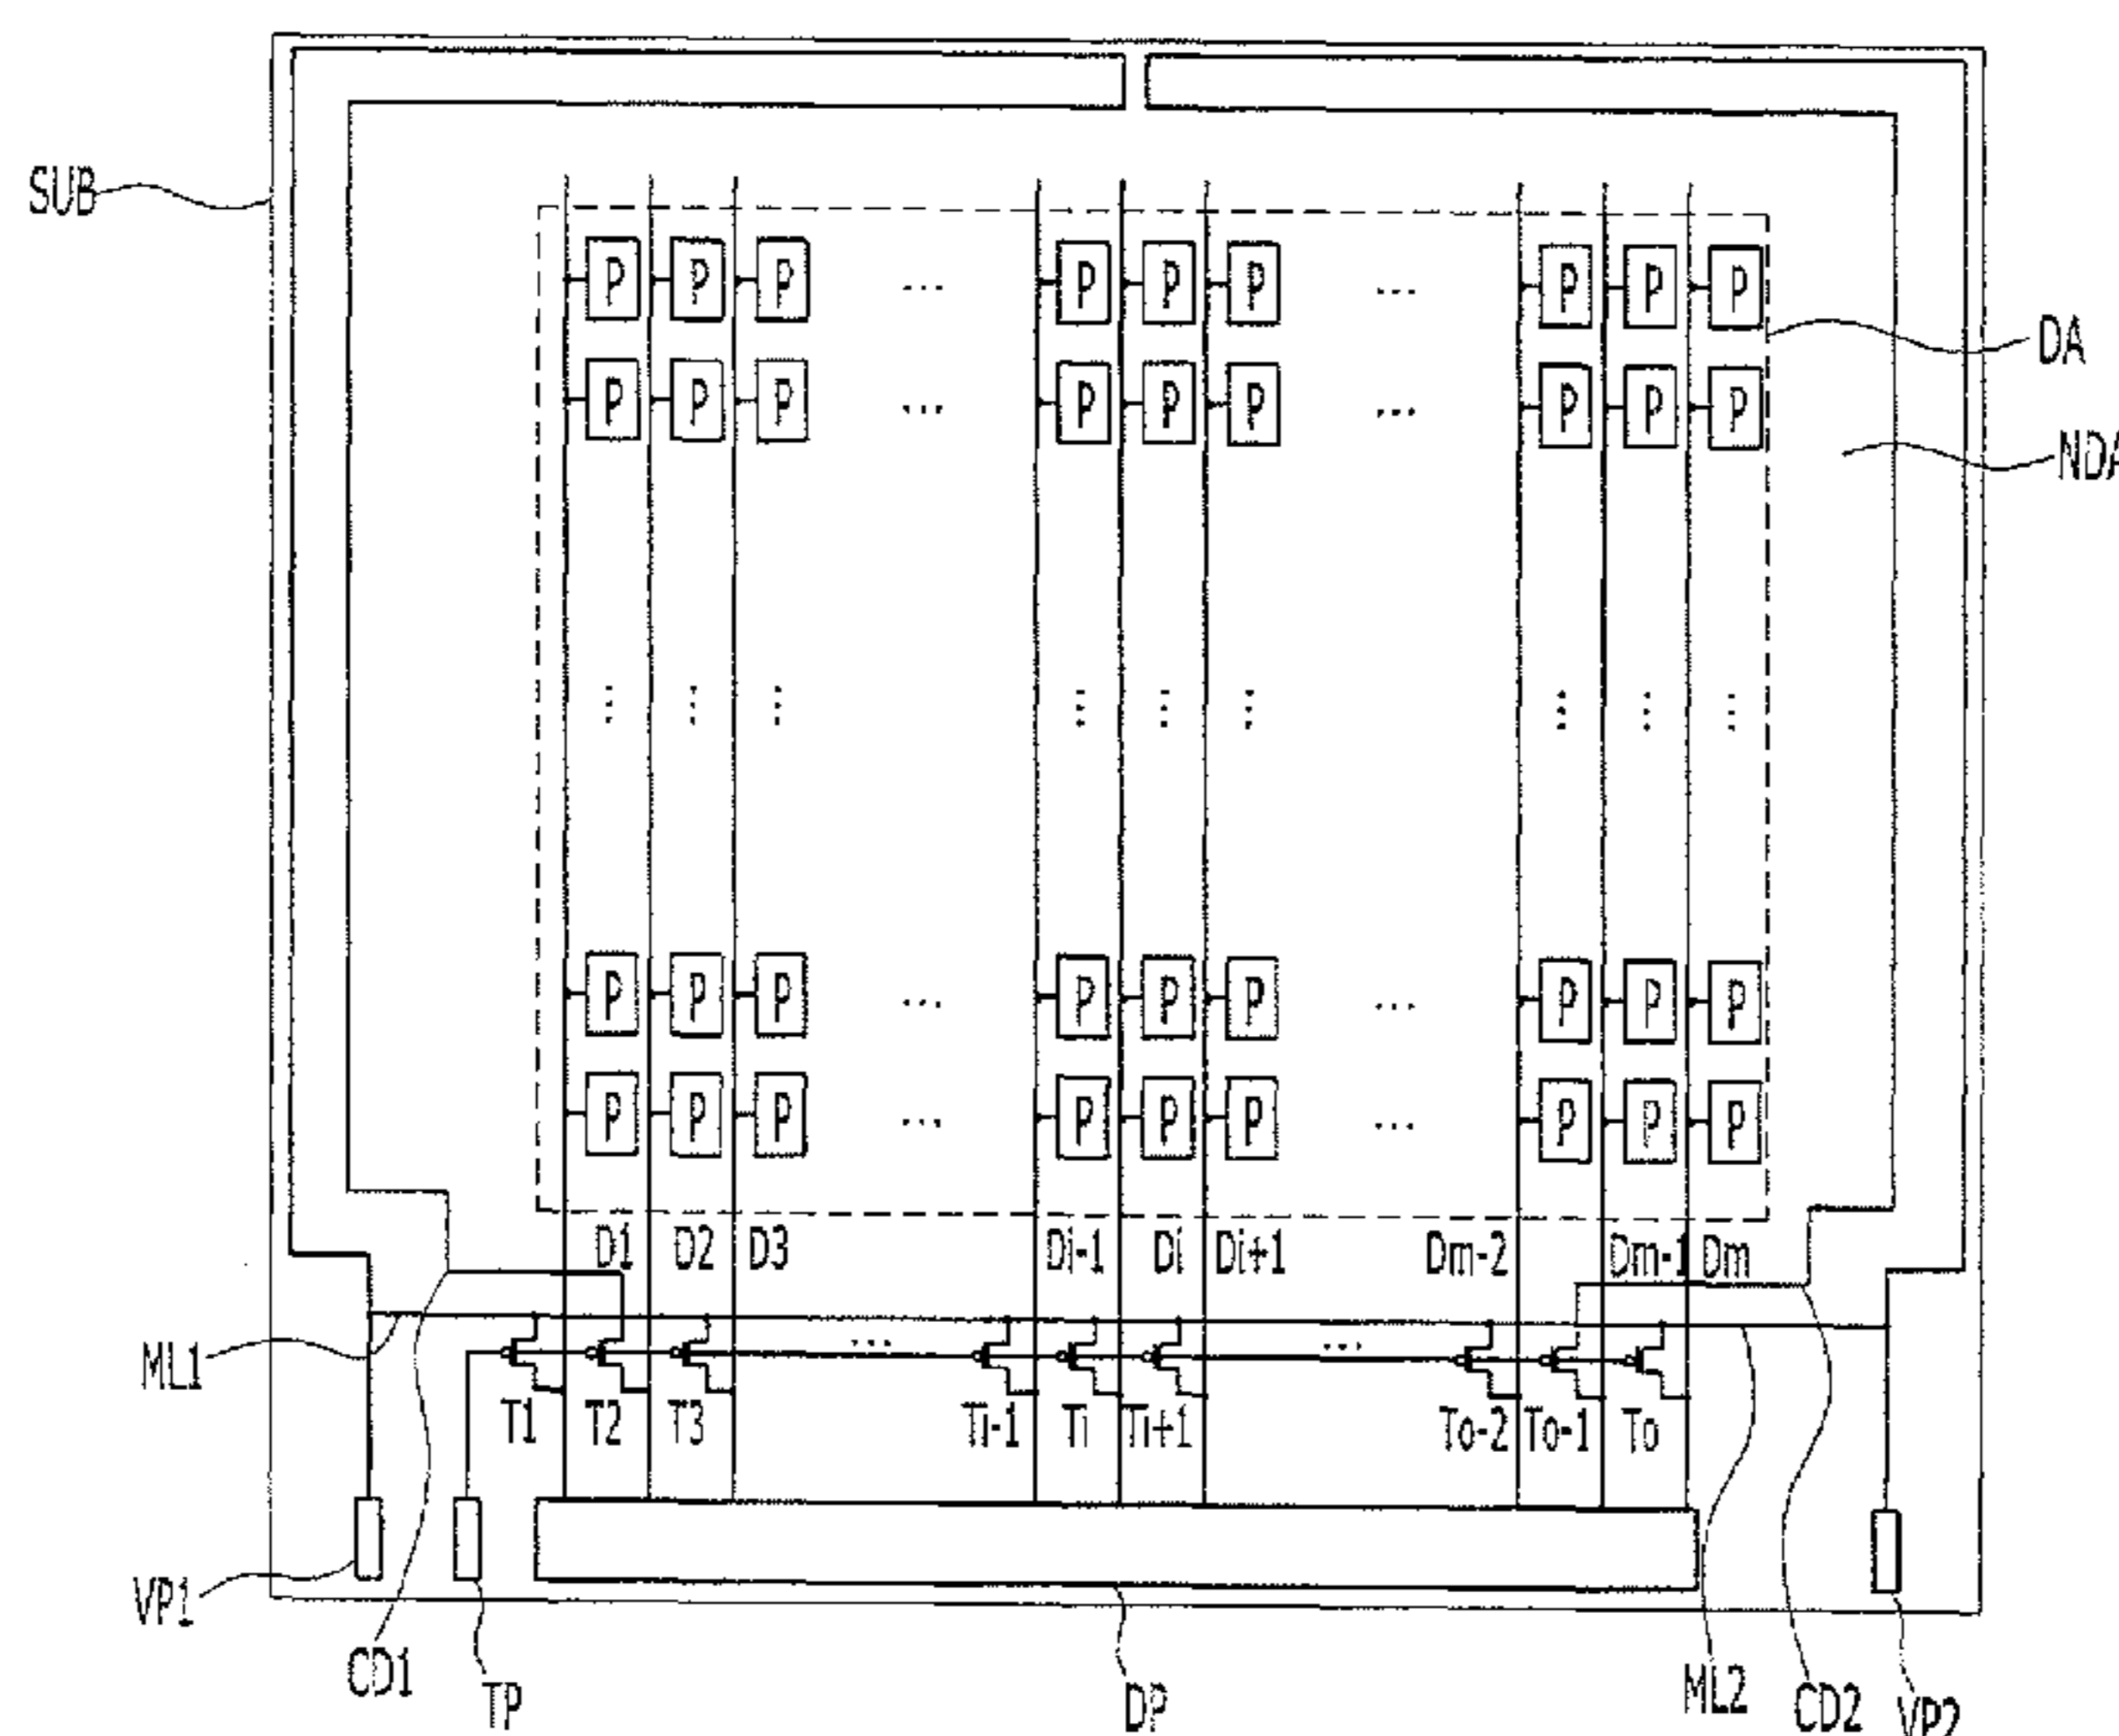 SUB
P P P ... P P P ... P P P
DA
P P P ... P P P ... P P P
NDA
P P P ... P P P ... P P P
P P P ... P P P ... P P P
D1 D2 D3 Di-1 Di Di+1 Dm-2 Dm-1 Dm
ML1
... ...
T1 T2 T3 Ti-1 Ti Ti+1 To-2 To-1 To
VP1
CD1 TP DP ML2 CD2 VP2